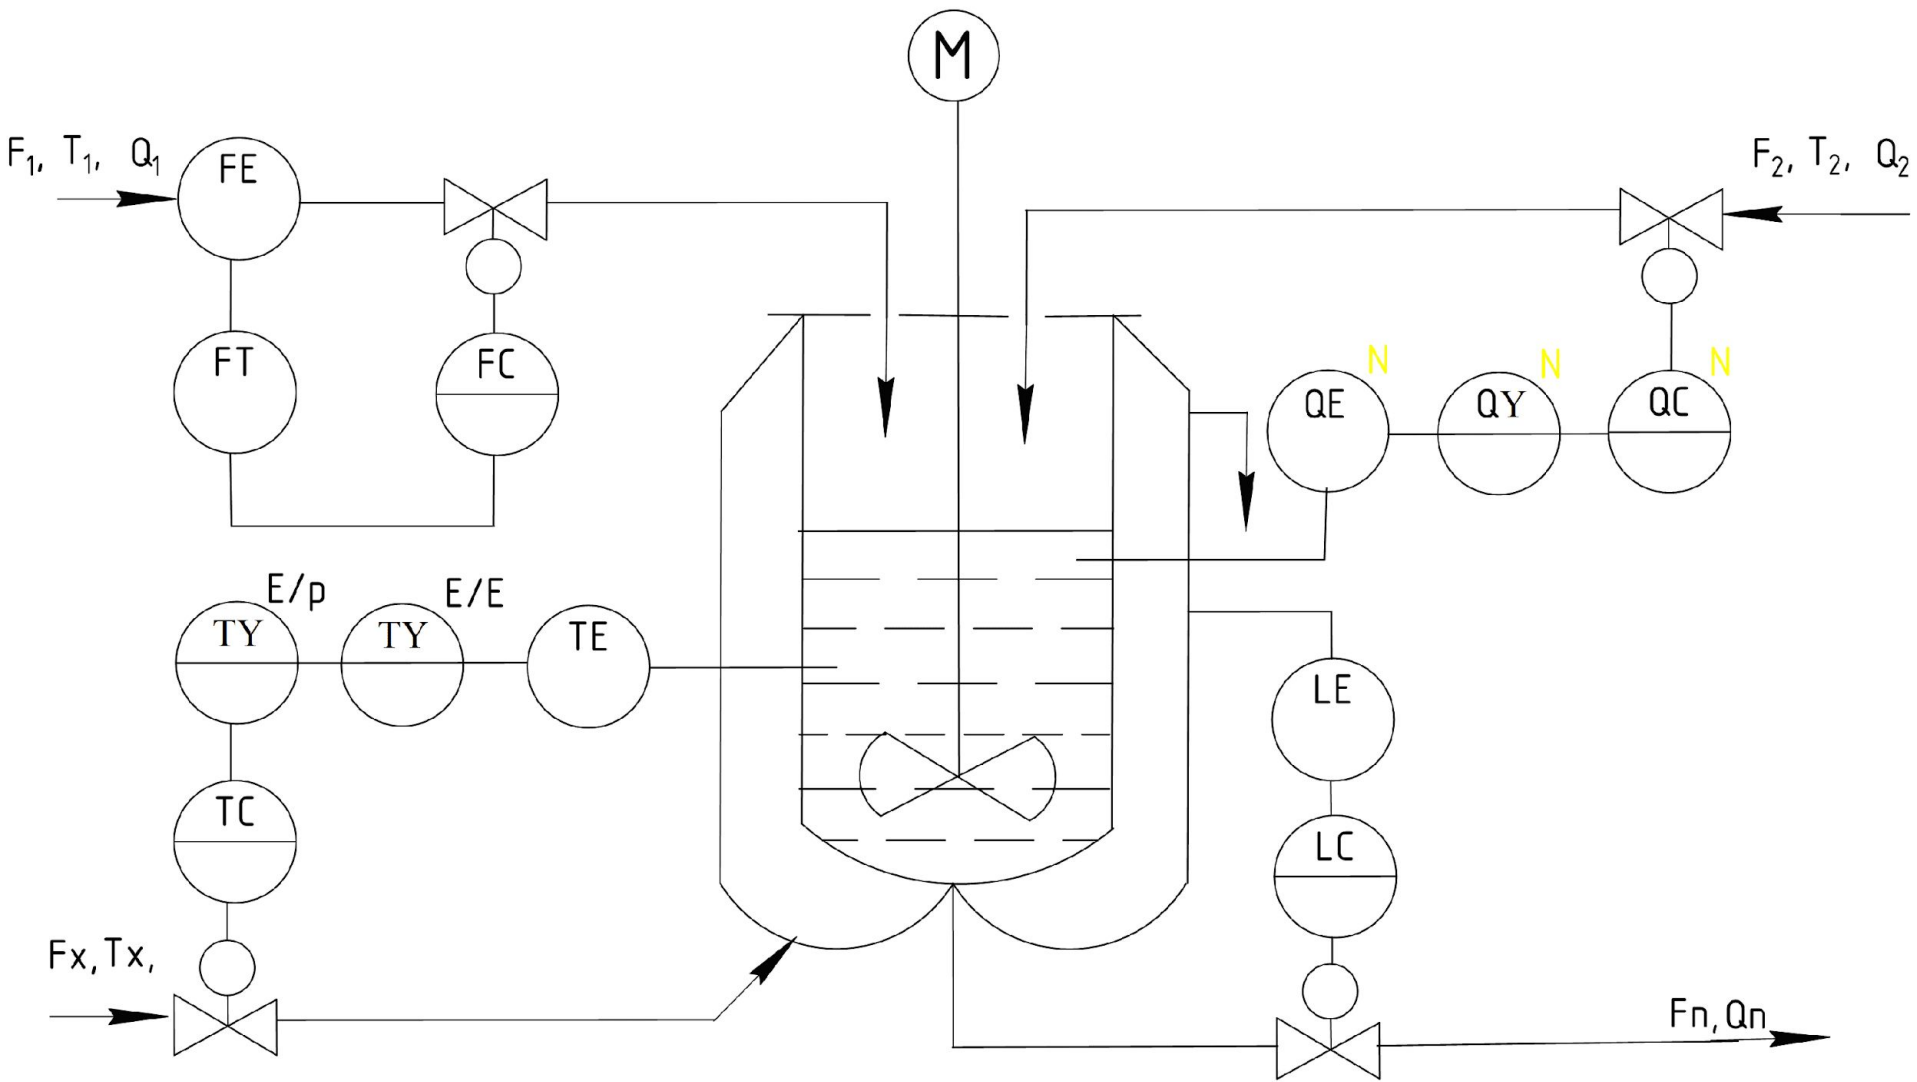 M
F1, T1, Q1
FE
F2, T2, Q2
FT
FC
N
N
N
QE
QY
QC
E/p
E/E
TY
TY
TE
LE
TC
LC
Fx, Tx,
Fn, Qn